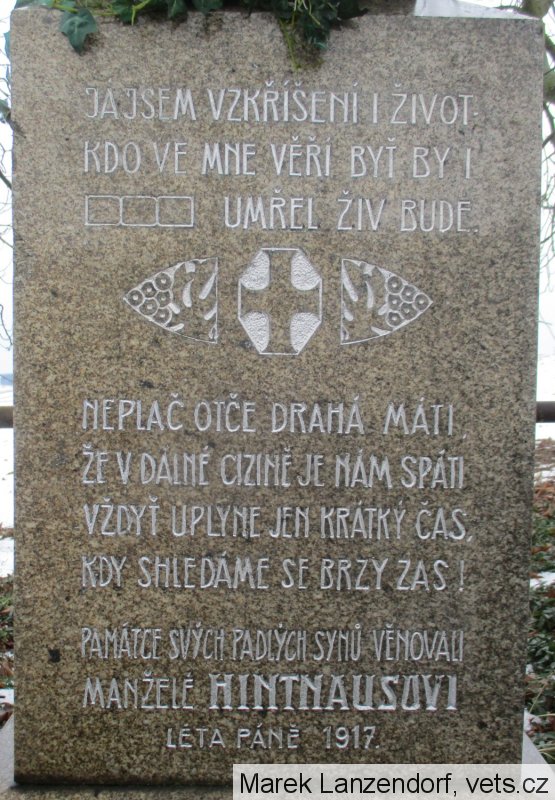 JÁ JSEM VZKŘÍŠENÍ I ŽIVOT·
KDO VE MNE VĚŘÍ BYŤ BY I
UMŘEL ŽIV BUDE.
NEPLAČ OTČE DRAHÁ MÁTI,
ŽE V DÁLNÉ CIZINĚ JE NÁM SPÁTI
VŽDYŤ UPLYNE JEN KRÁTKÝ ČAS,
KDY SHLEDÁME SE BRZY ZAS!
PAMÁTCE SVÝCH PADLÝCH SYNŮ VĚNOVALI
MANŽELÉ HINTNAUSOVI
LÉTA PÁNĚ 1917.
Marek Lanzendorf, vets.cz